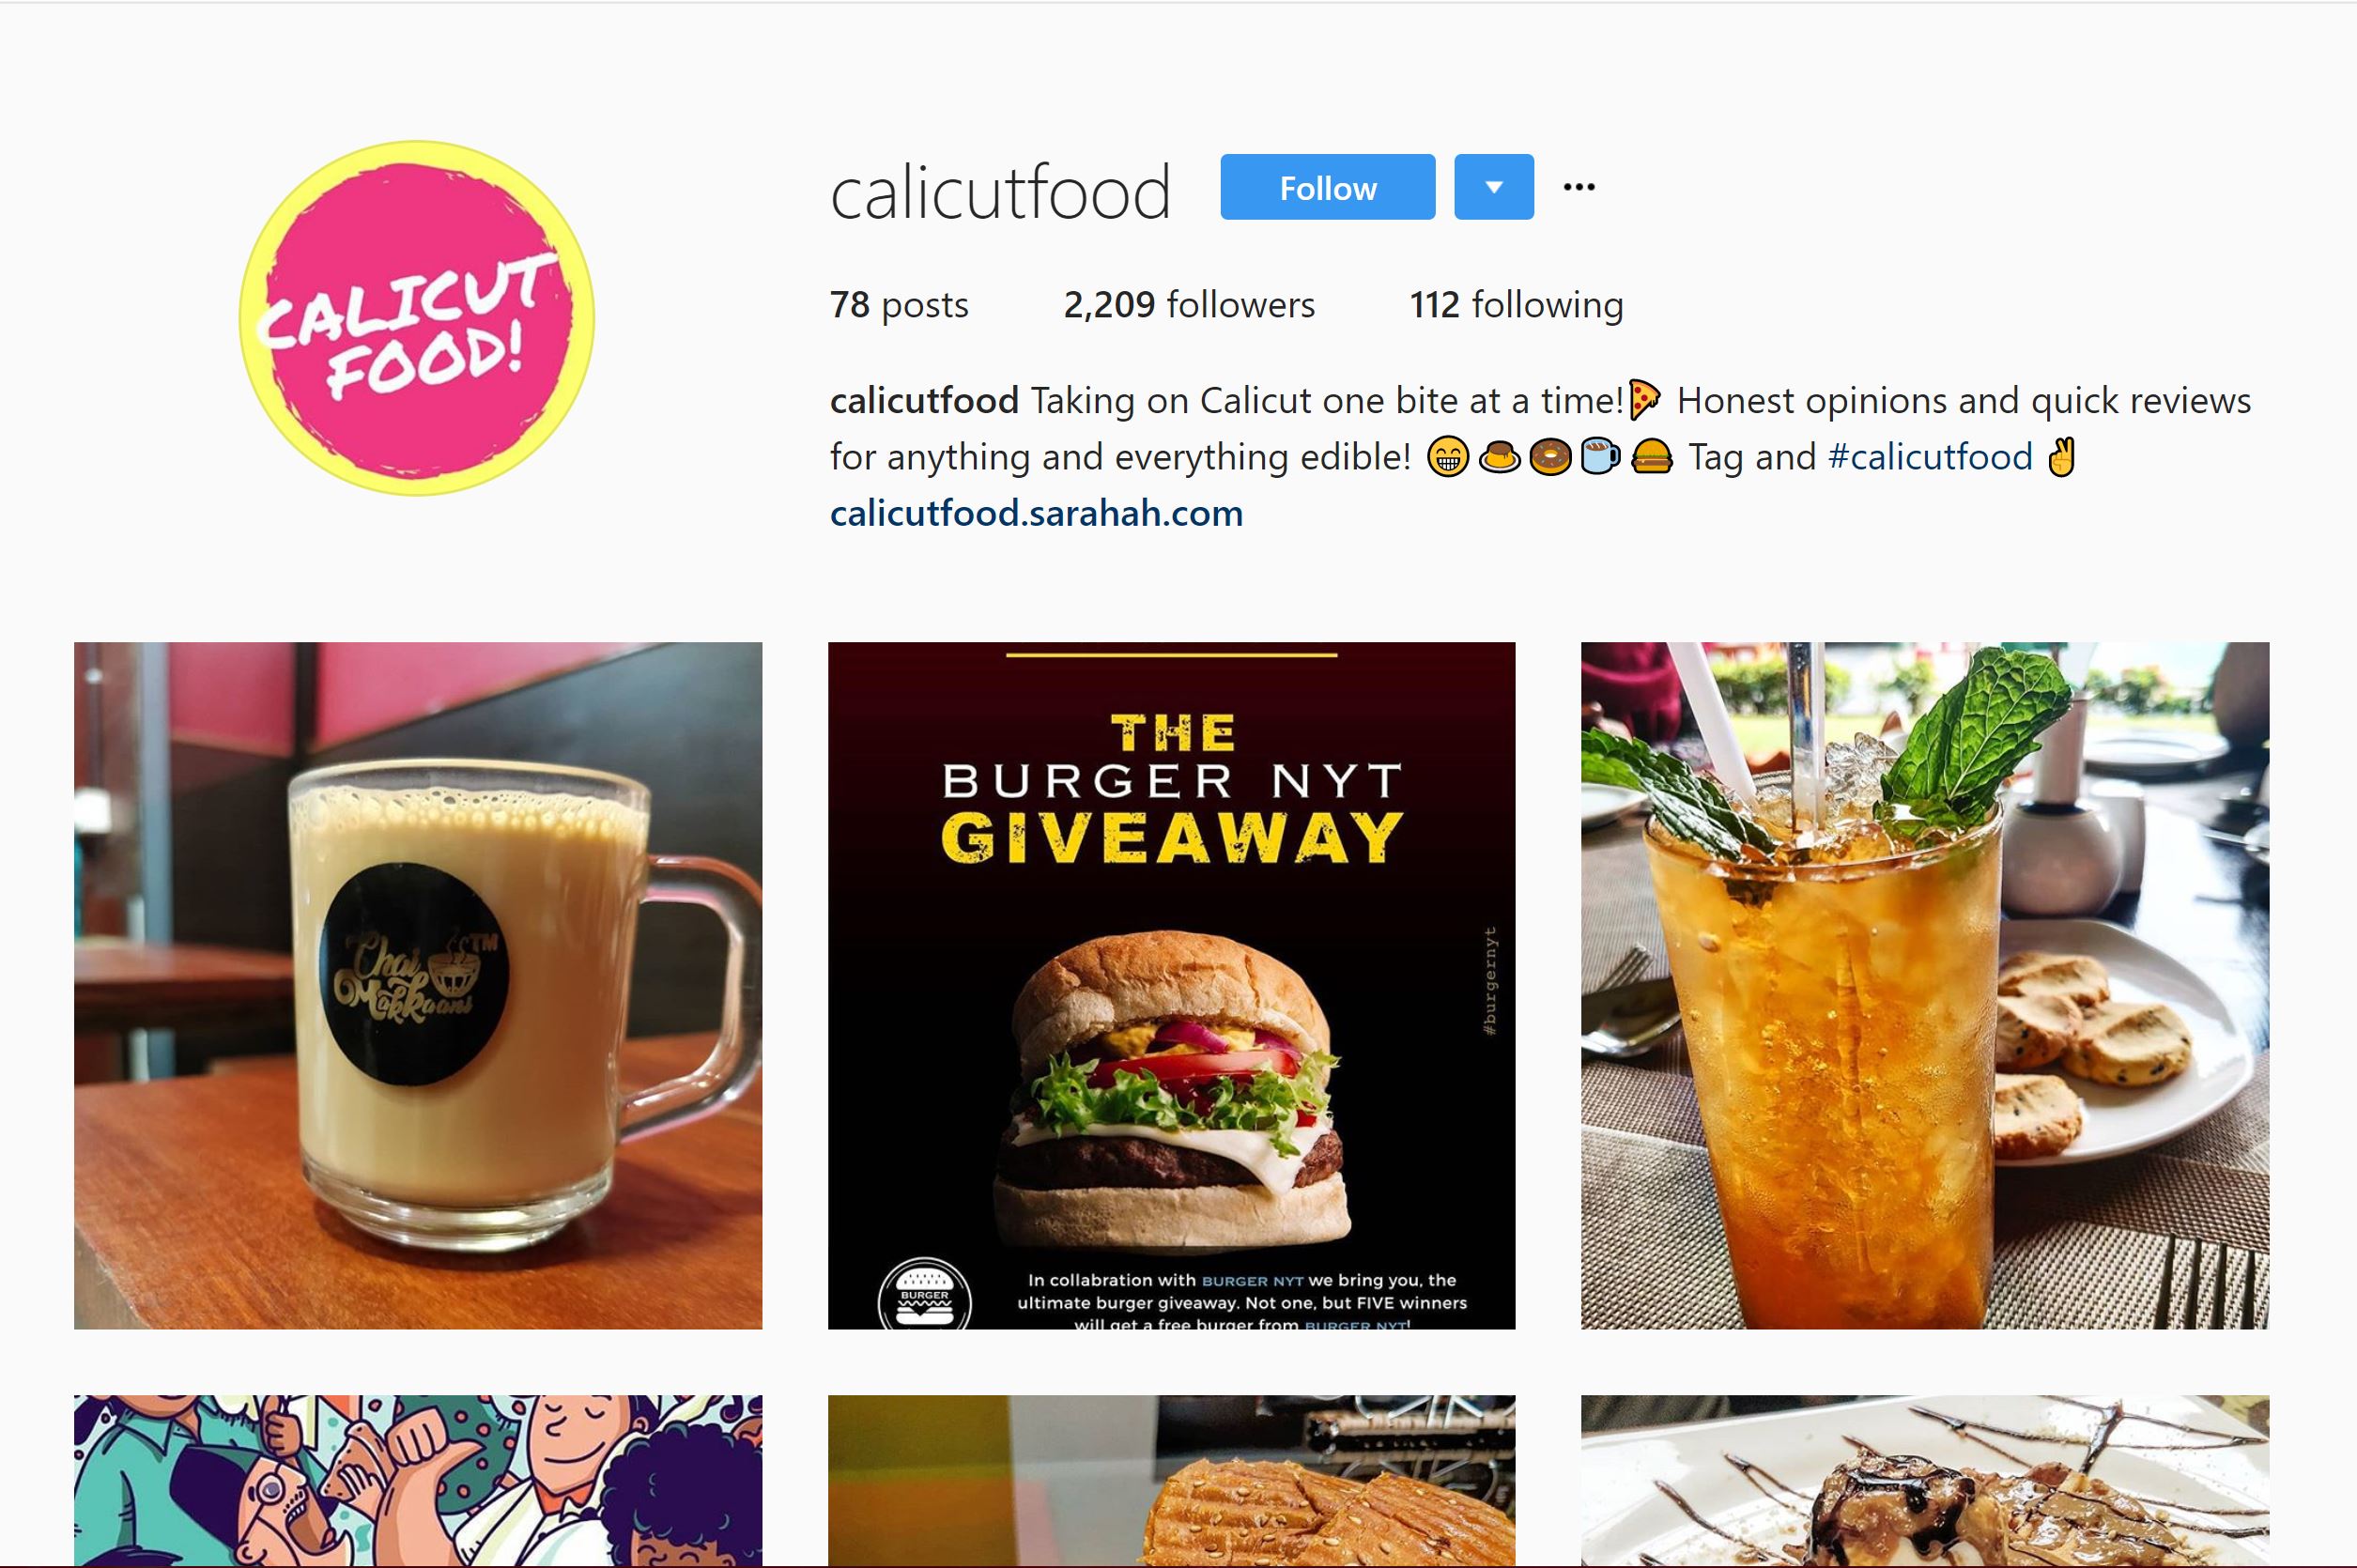 CALICUT
FOOD!
calicutfood Follow
78 posts 2,209 followers 112 following
calicutfood Taking on Calicut one bite at a time!🍕 Honest opinions and quick reviews
for anything and everything edible! 😁🍮🍩☕🍔 Tag and #calicutfood ✌
calicutfood.sarahah.com
Chai
Makkaani
TM
THE
BURGER NYT
GIVEAWAY
#burgernyt
BURGER
In collabration with BURGER NYT we bring you, the
ultimate burger giveaway. Not one, but FIVE winners
will get a free burger from BURGER NYT!